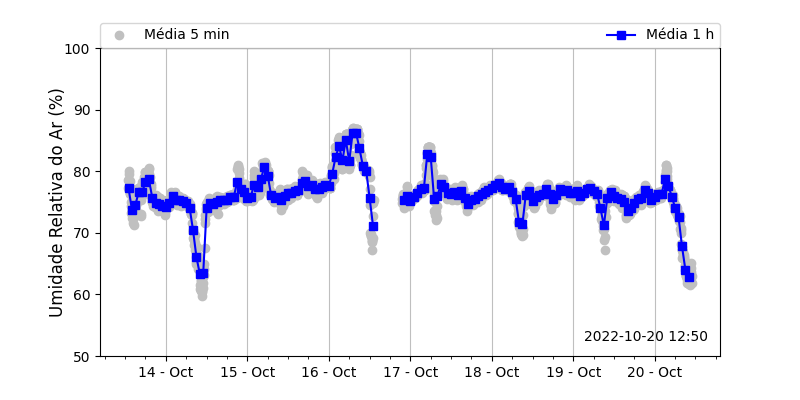 Média 5 min
Média 1 h
Umidade Relativa do Ar (%)
100
90
80
70
60
50
2022-10-20 12:50
14 - Oct
15 - Oct
16 - Oct
17 - Oct
18 - Oct
19 - Oct
20 - Oct